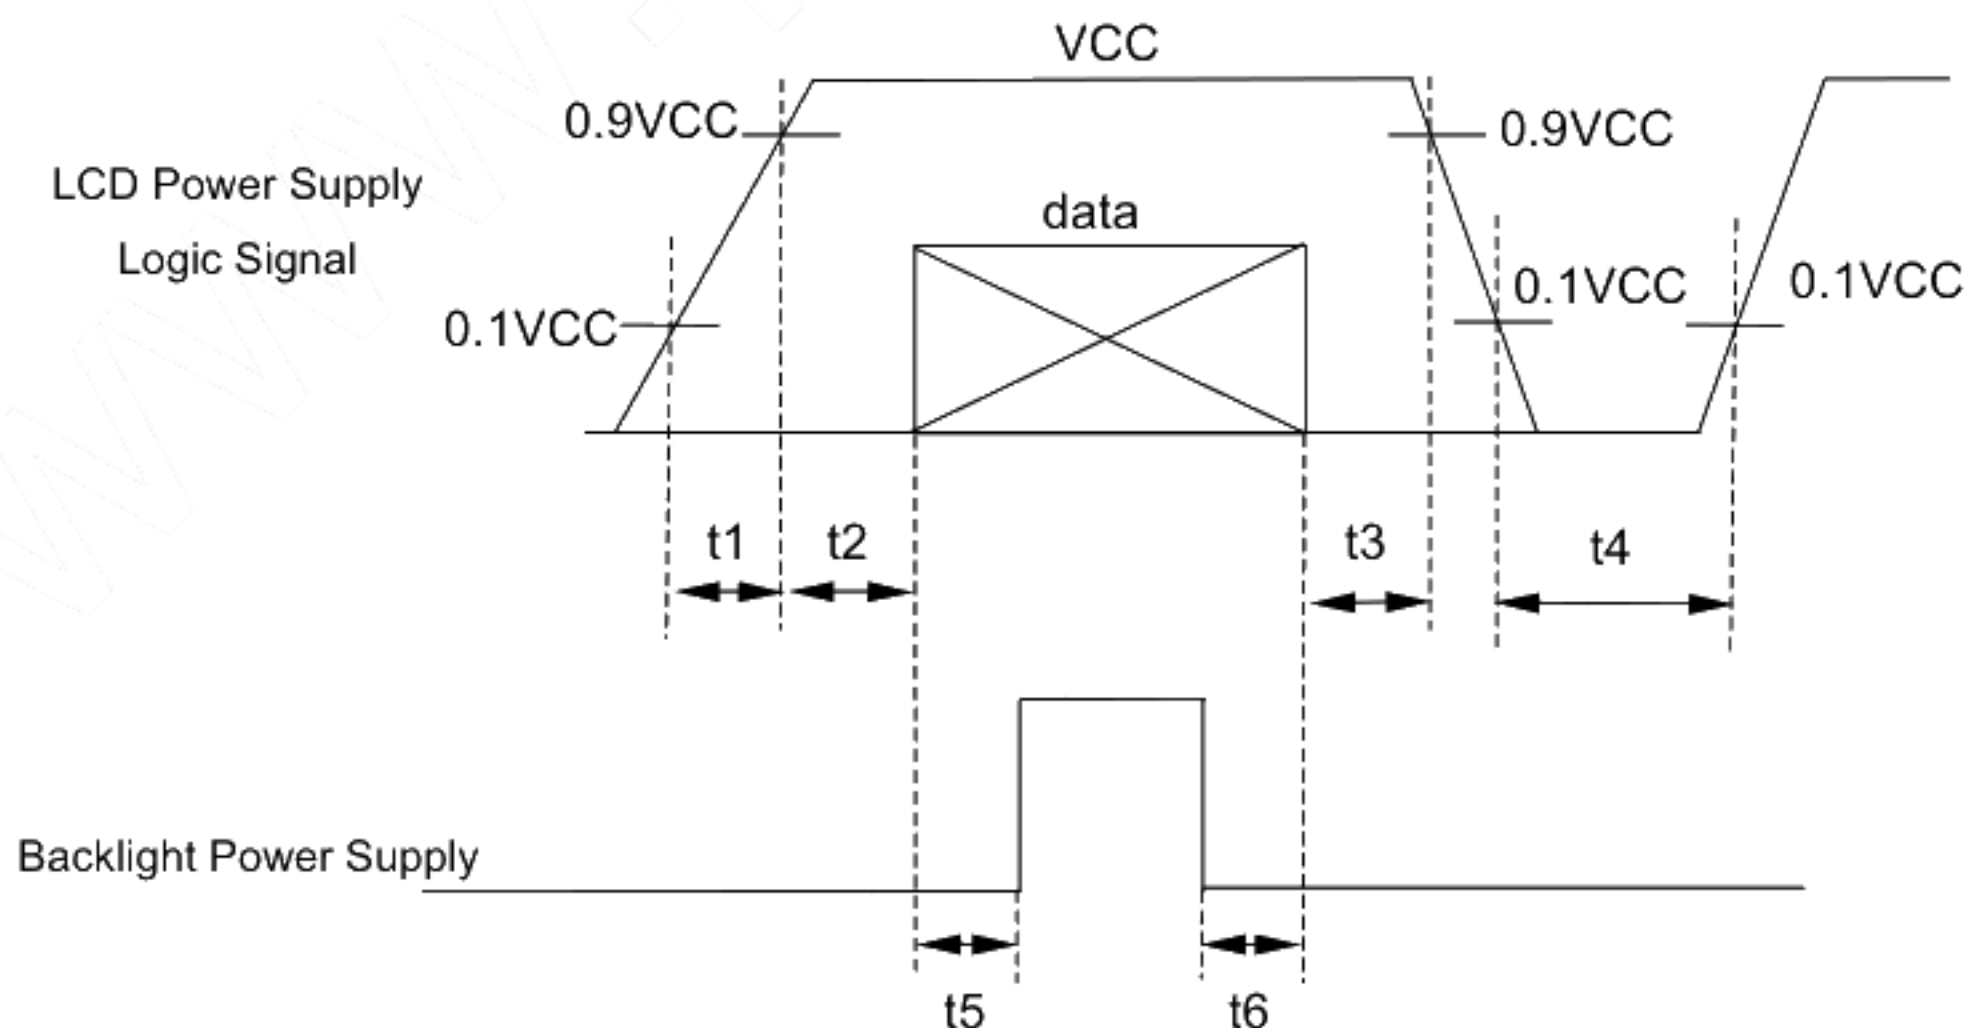 VCC
0.9VCC
0.9VCC
LCD Power Supply
Logic Signal
data
0.1VCC
0.1VCC
0.1VCC
t1
t2
t3
t4
Backlight Power Supply
t5
t6